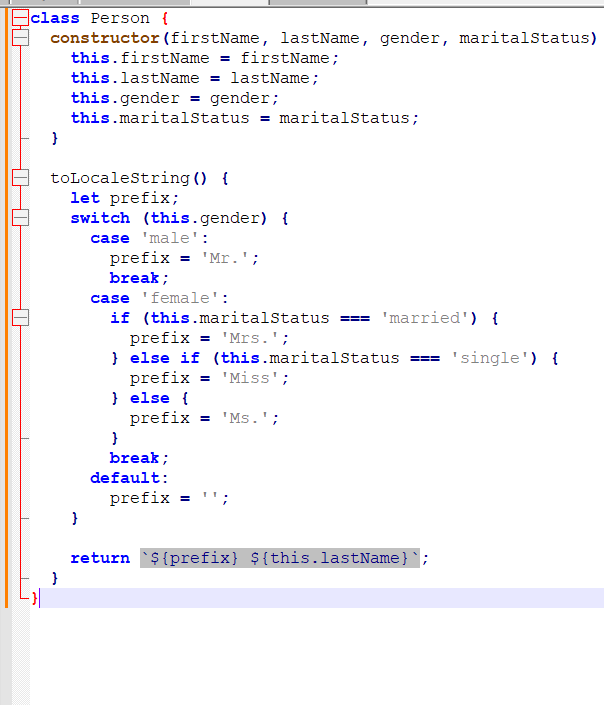 class Person {
  constructor(firstName, lastName, gender, maritalStatus)
    this.firstName = firstName;
    this.lastName = lastName;
    this.gender = gender;
    this.maritalStatus = maritalStatus;
  }

  toLocaleString() {
    let prefix;
    switch (this.gender) {
      case 'male':
        prefix = 'Mr.';
        break;
      case 'female':
        if (this.maritalStatus === 'married') {
          prefix = 'Mrs.';
        } else if (this.maritalStatus === 'single') {
          prefix = 'Miss';
        } else {
          prefix = 'Ms.';
        }
        break;
      default:
        prefix = '';
    }

    return `${prefix} ${this.lastName}`;
  }
}